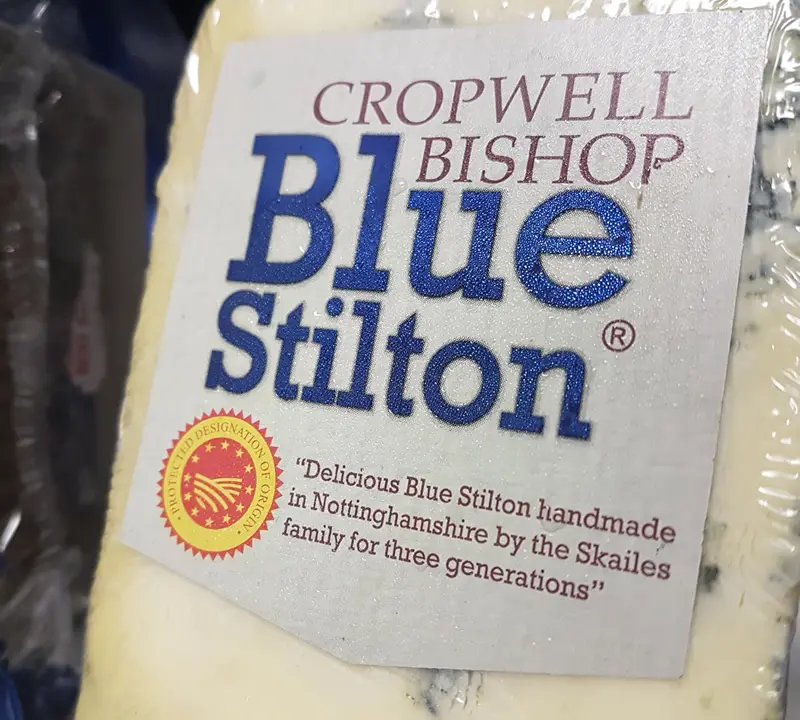 CROPWELL
BISHOP
Blue
Stilton®
PROTECTED DESIGNATION OF ORIGIN
“Delicious Blue Stilton handmade
in Nottinghamshire by the Skailes
family for three generations”